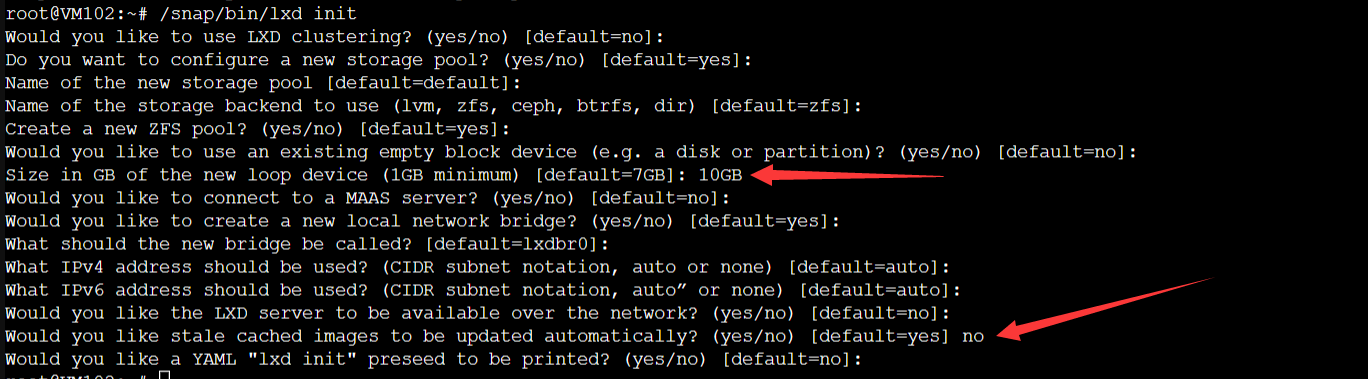 root@VM102:~# /snap/bin/lxd init
Would you like to use LXD clustering? (yes/no) [default=no]:
Do you want to configure a new storage pool? (yes/no) [default=yes]:
Name of the new storage pool [default=default]:
Name of the storage backend to use (lvm, zfs, ceph, btrfs, dir) [default=zfs]:
Create a new ZFS pool? (yes/no) [default=yes]:
Would you like to use an existing empty block device (e.g. a disk or partition)? (yes/no) [default=no]:
Size in GB of the new loop device (1GB minimum) [default=7GB]: 10GB
Would you like to connect to a MAAS server? (yes/no) [default=no]:
Would you like to create a new local network bridge? (yes/no) [default=yes]:
What should the new bridge be called? [default=lxdbr0]:
What IPv4 address should be used? (CIDR subnet notation, auto or none) [default=auto]:
What IPv6 address should be used? (CIDR subnet notation, auto” or none) [default=auto]:
Would you like the LXD server to be available over the network? (yes/no) [default=no]:
Would you like stale cached images to be updated automatically? (yes/no) [default=yes] no
Would you like a YAML "lxd init" preseed to be printed? (yes/no) [default=no]: